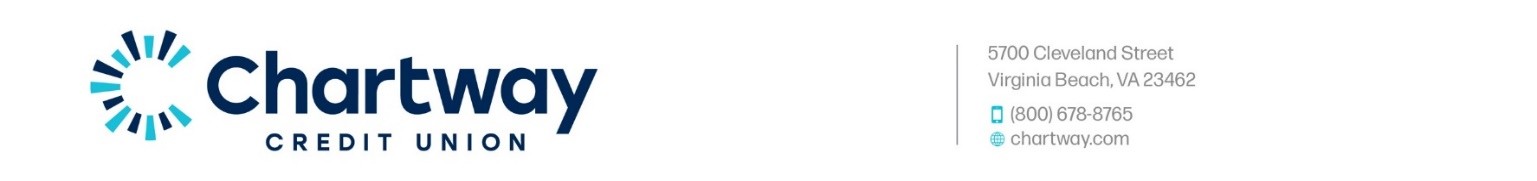 Chartway
CREDIT UNION
5700 Cleveland Street
Virginia Beach, VA 23462
(800) 678-8765
chartway.com